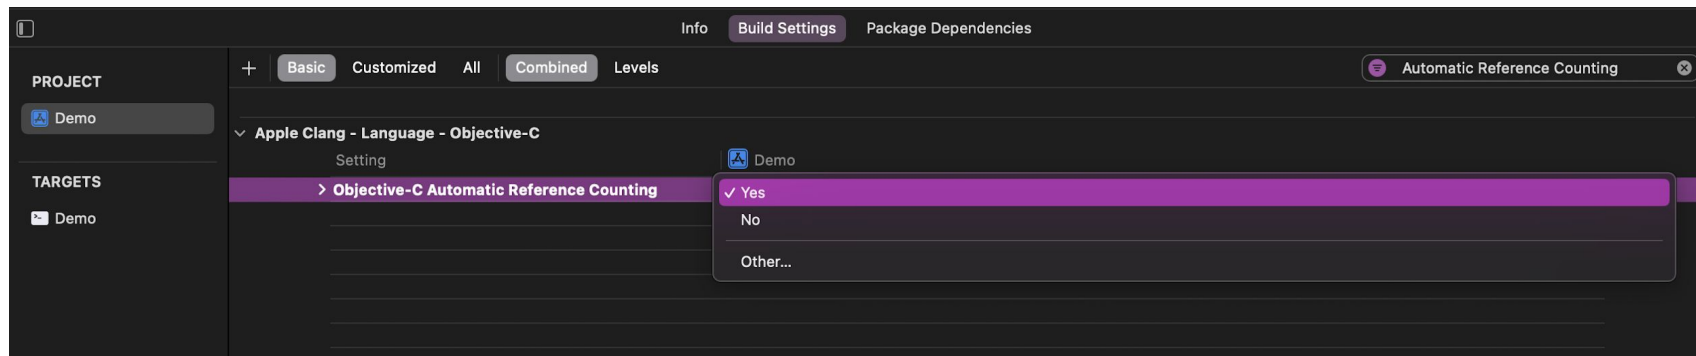 Info Build Settings Package Dependencies
PROJECT
Demo
TARGETS
Demo
+ Basic Customized All Combined Levels Automatic Reference Counting
Apple Clang - Language - Objective-C
Setting Demo
Objective-C Automatic Reference Counting
Yes
No
Other...